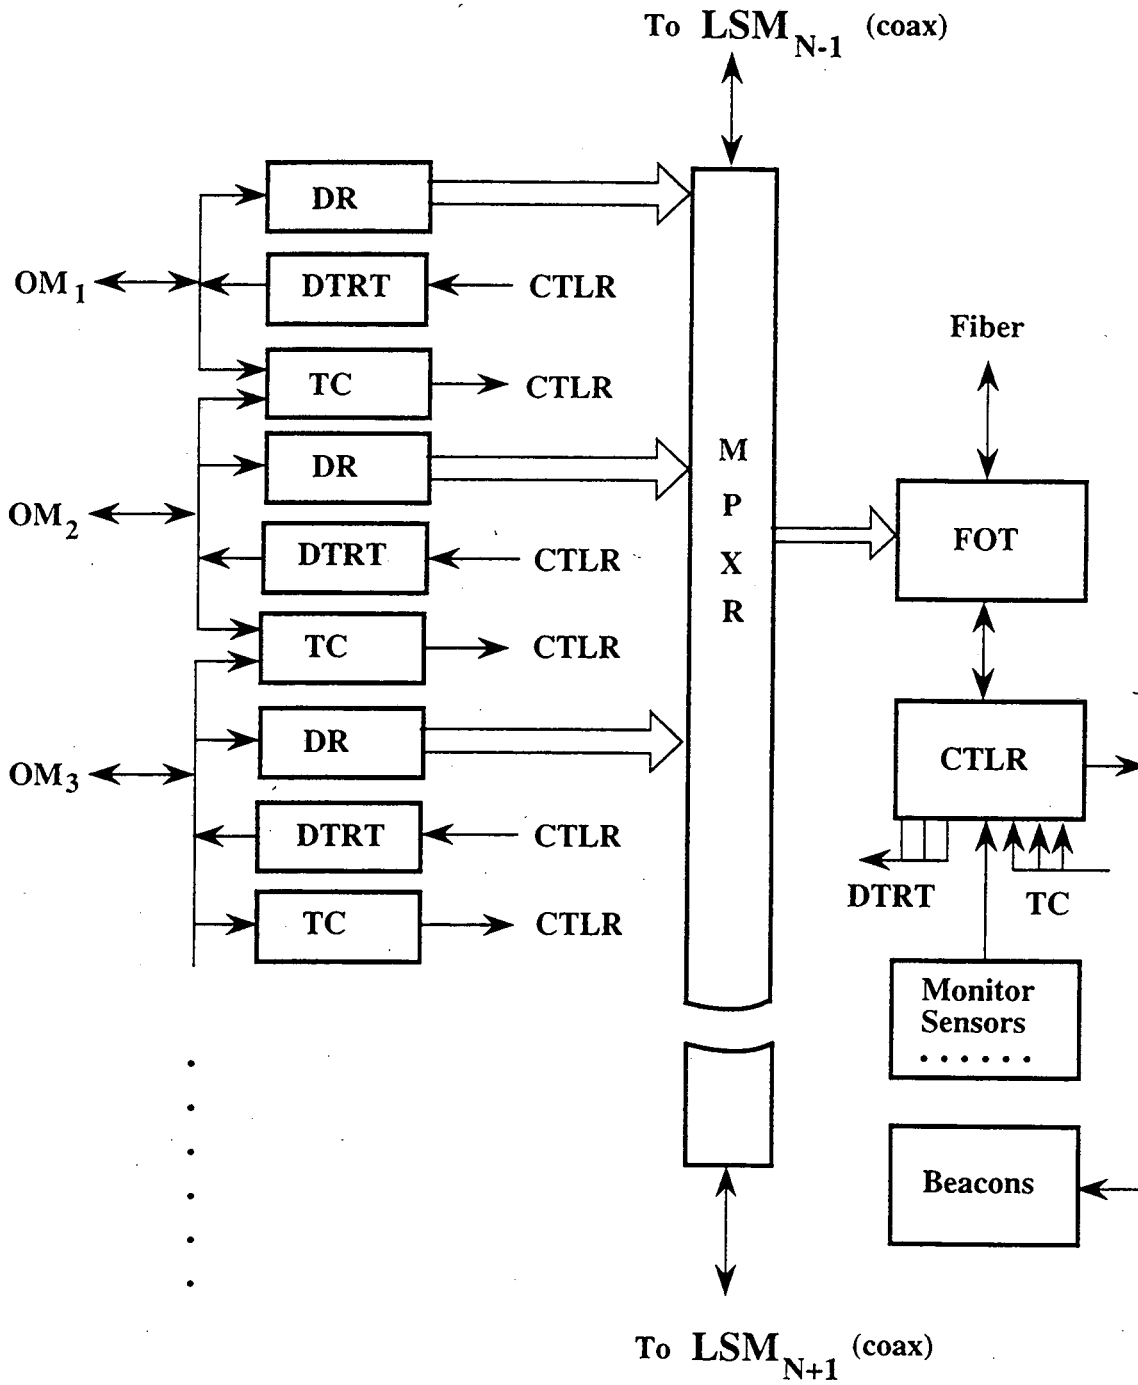 To LSM N-1 (coax)
DR
OM 1
DTRT
CTLR
TC
CTLR
DR
OM 2
DTRT
CTLR
TC
CTLR
DR
OM 3
DTRT
CTLR
TC
CTLR
M
P
X
R
Fiber
FOT
CTLR
DTRT
TC
Monitor
Sensors
......
Beacons
To LSM N+1 (coax)